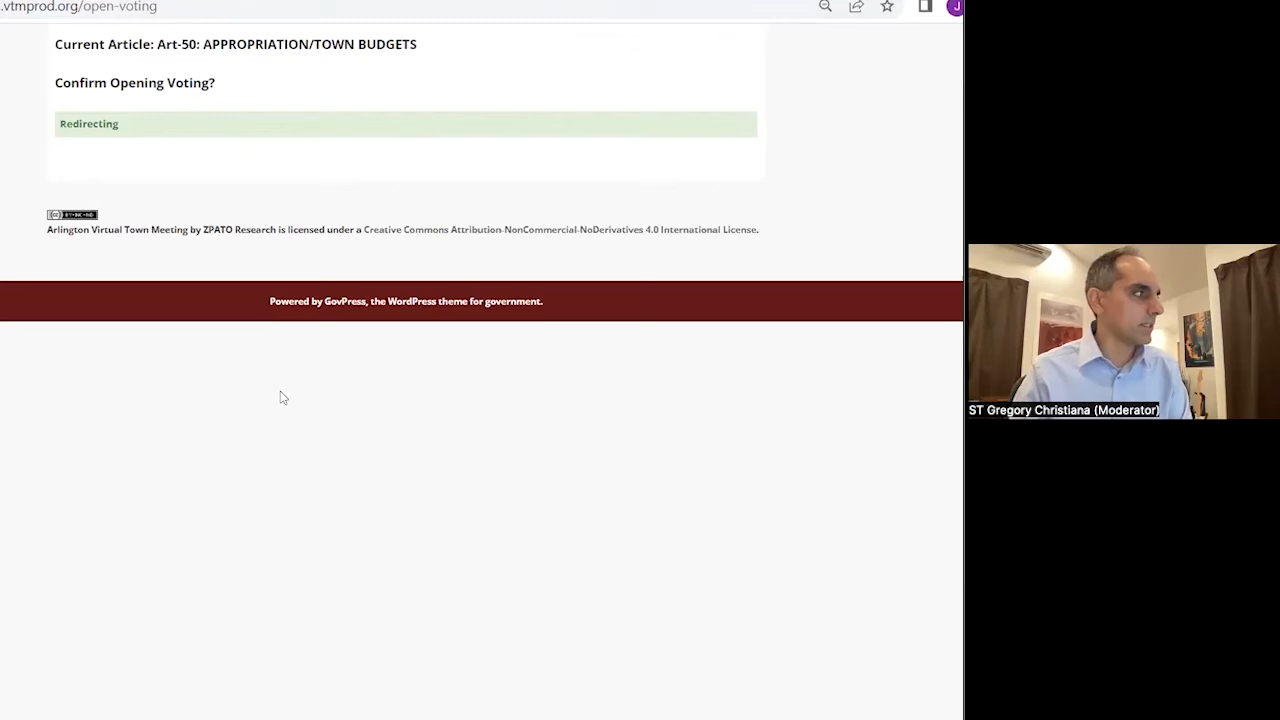 .vtmprod.org/open-voting
J
Current Article: Art-50: APPROPRIATION/TOWN BUDGETS
Confirm Opening Voting?
Redirecting
Arlington Virtual Town Meeting by ZPATO Research is licensed under a Creative Commons Attribution-NonCommercial-NoDerivatives 4.0 International License.
Powered by GovPress, the WordPress theme for government.
ST Gregory Christiana (Moderator)